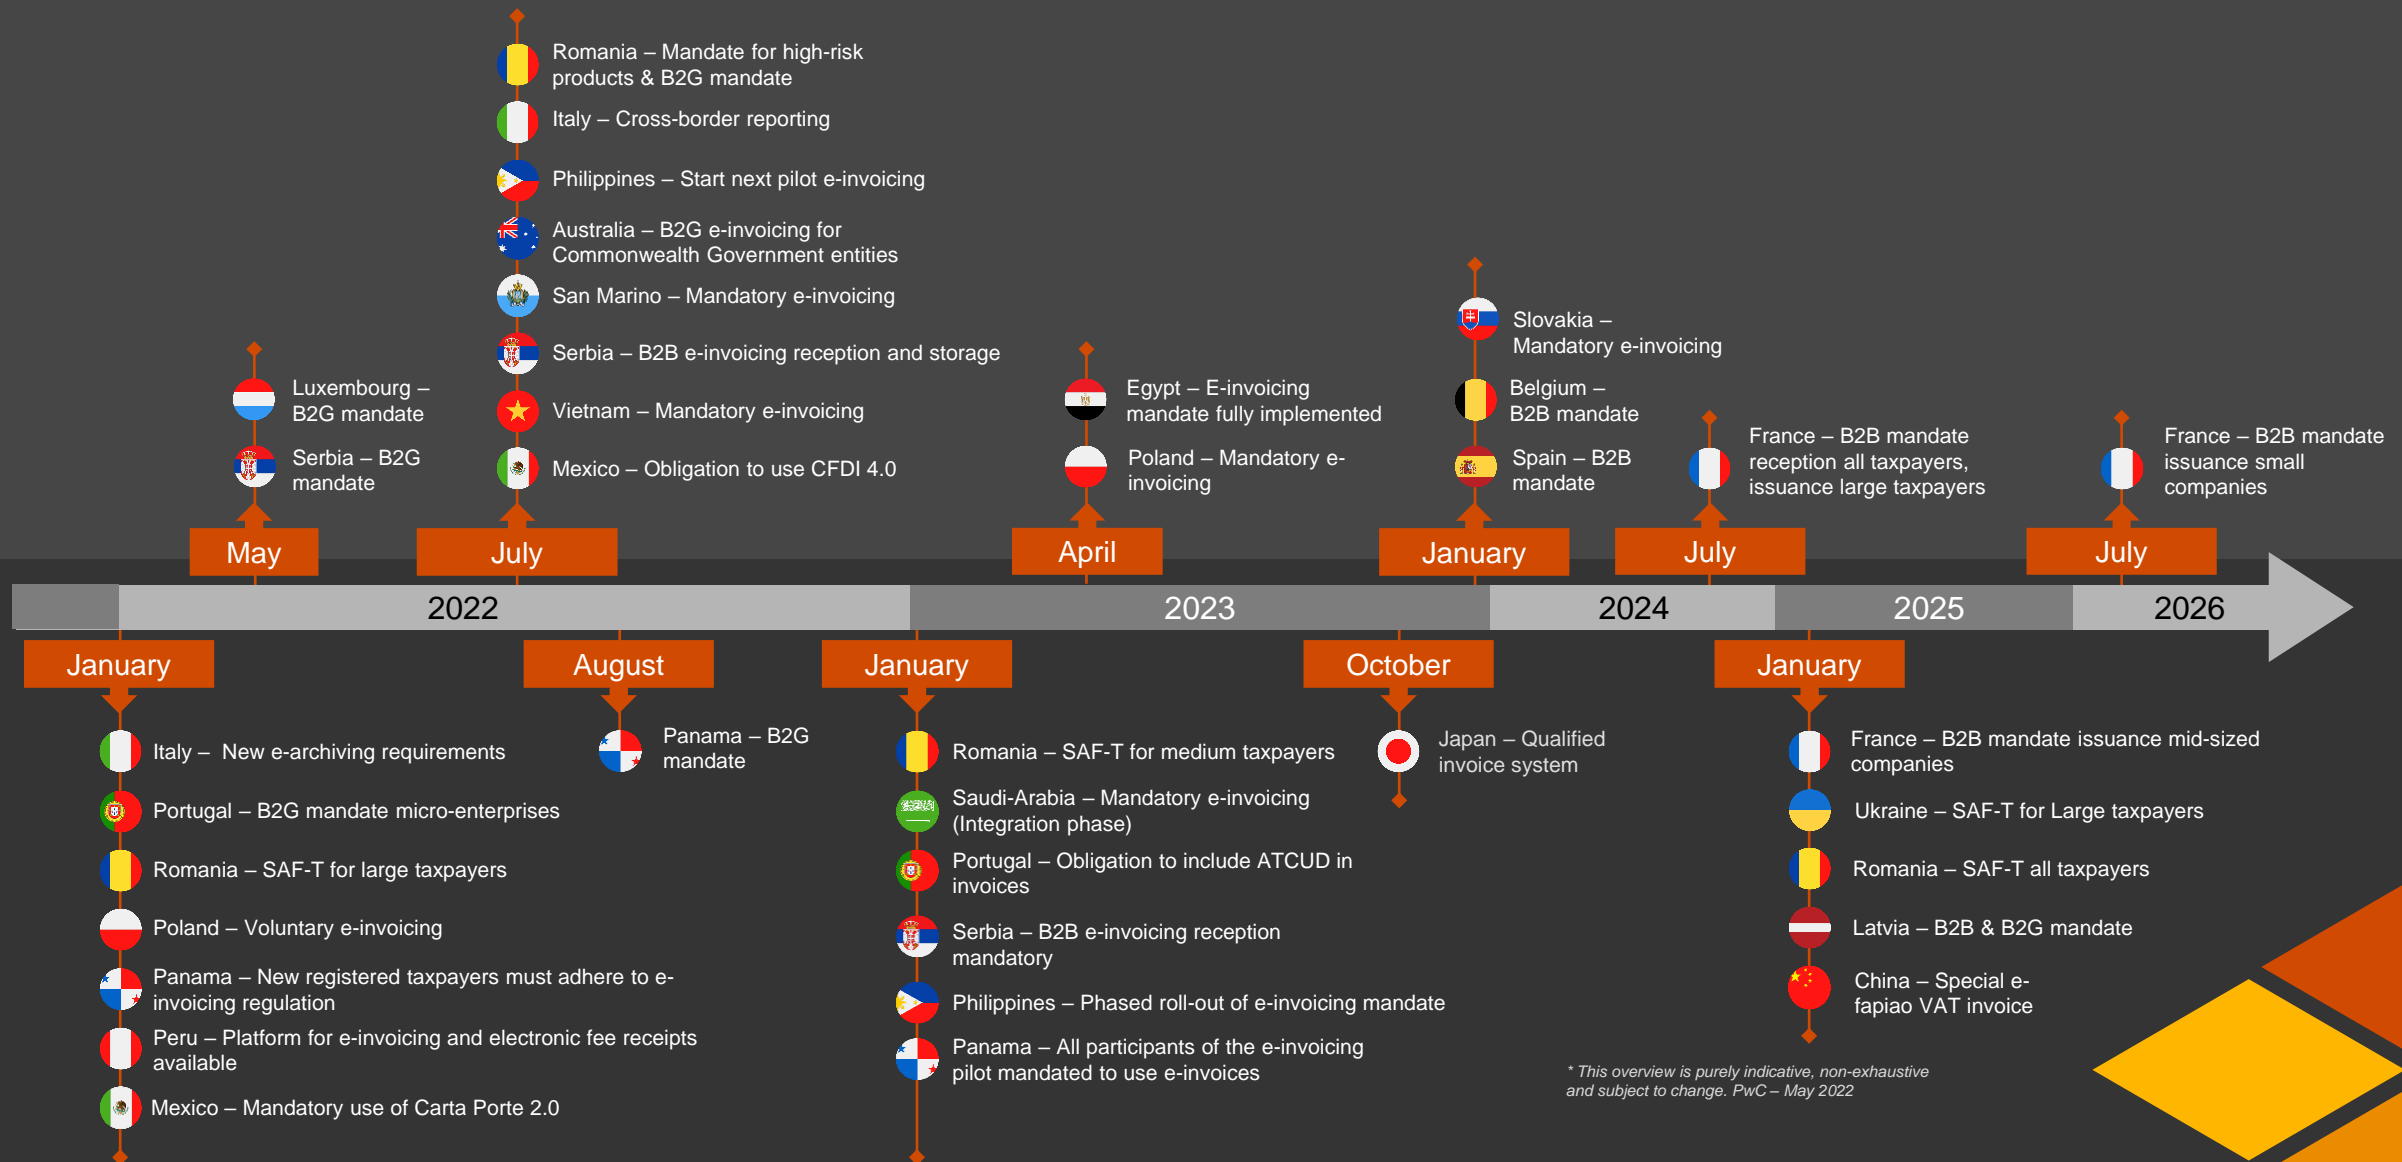 Romania – Mandate for high-risk
products & B2G mandate
Italy – Cross-border reporting
Philippines – Start next pilot e-invoicing
Australia – B2G e-invoicing for
Commonwealth Government entities
San Marino – Mandatory e-invoicing
Serbia – B2B e-invoicing reception and storage
Vietnam – Mandatory e-invoicing
Mexico – Obligation to use CFDI 4.0
Luxembourg –
B2G mandate
Serbia – B2G
mandate
Egypt – E-invoicing
mandate fully implemented
Poland – Mandatory e-
invoicing
Slovakia –
Mandatory e-invoicing
Belgium –
B2B mandate
Spain – B2B
mandate
France – B2B mandate
reception all taxpayers,
issuance large taxpayers
France – B2B mandate
issuance small
companies
May
July
April
January
July
July
2022
2023
2024
2025
2026
January
August
January
October
January
Italy –  New e-archiving requirements
Portugal – B2G mandate micro-enterprises
Romania – SAF-T for large taxpayers
Poland – Voluntary e-invoicing
Panama – New registered taxpayers must adhere to e-
invoicing regulation
Peru – Platform for e-invoicing and electronic fee receipts
available
Mexico – Mandatory use of Carta Porte 2.0
Panama – B2G
mandate
Romania – SAF-T for medium taxpayers
Saudi-Arabia – Mandatory e-invoicing
(Integration phase)
Portugal – Obligation to include ATCUD in
invoices
Serbia – B2B e-invoicing reception
mandatory
Philippines – Phased roll-out of e-invoicing mandate
Panama – All participants of the e-invoicing
pilot mandated to use e-invoices
Japan – Qualified
invoice system
France – B2B mandate issuance mid-sized
companies
Ukraine – SAF-T for Large taxpayers
Romania – SAF-T all taxpayers
Latvia – B2B & B2G mandate
China – Special e-
fapiao VAT invoice
* This overview is purely indicative, non-exhaustive
and subject to change. PwC – May 2022